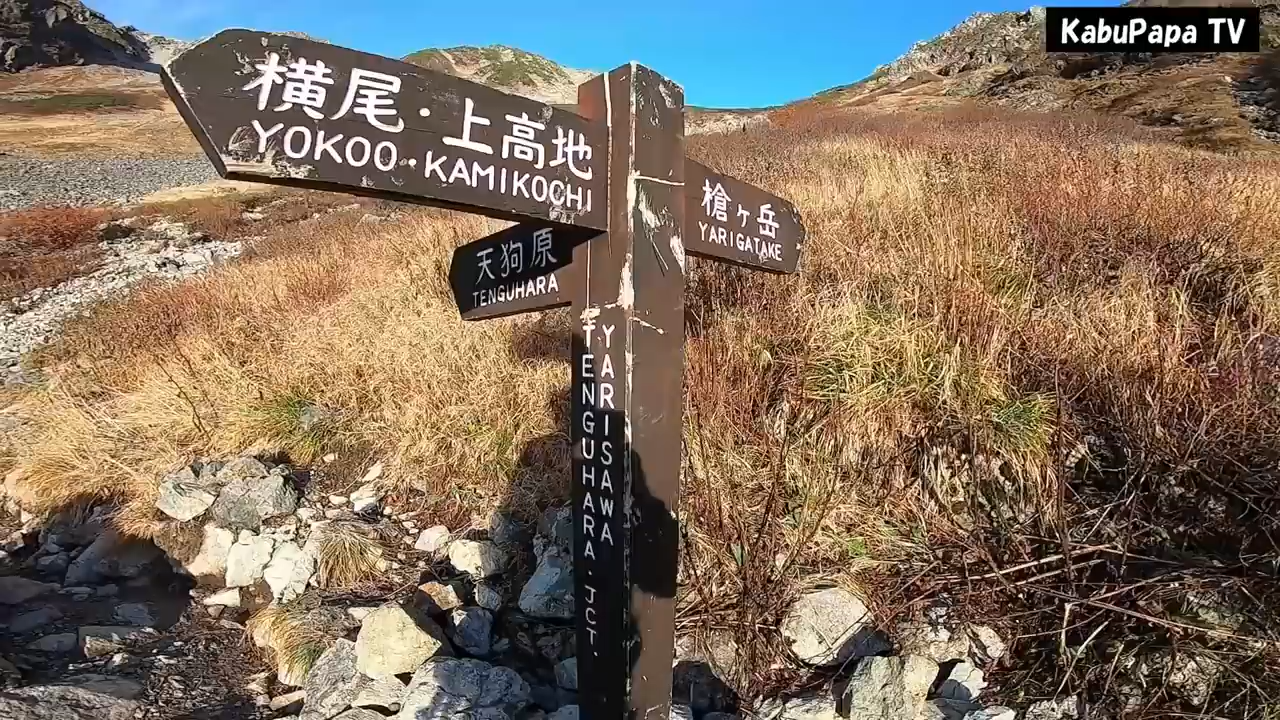 KabuPapa TV
横尾・上高地
YOKOO・KAMIKOCHI
槍ヶ岳
YARIGATAKE
天狗原
TENGUHARA
YARISAWA
TENGUHARA・JCT.